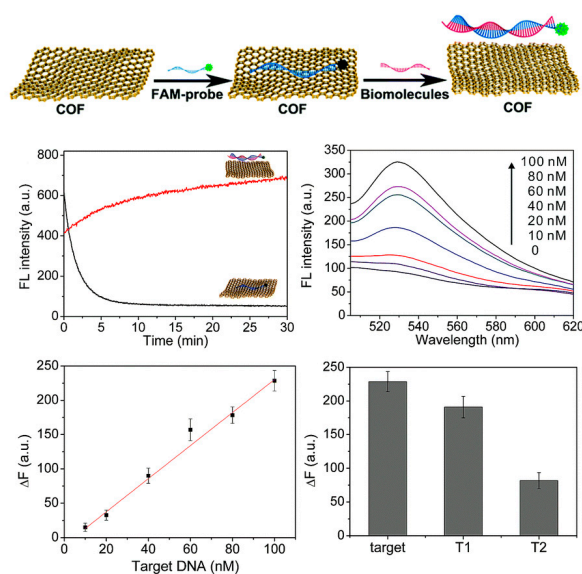 FAM-probe
Biomolecules
COF
COF
COF
FL intensity (a.u.)
800
600
400
200
0
0 5 10 15 20 25 30
Time (min)
FL intensity (a.u.)
400
350
300
250
200
150
100
50
0
100 nM
80 nM
60 nM
40 nM
20 nM
10 nM
0
520 540 560 580 600 620
Wavelength (nm)
ΔF (a.u.)
250
200
150
100
50
0
0 20 40 60 80 100
Target DNA (nM)
ΔF (a.u.)
250
200
150
100
50
0
target T1 T2